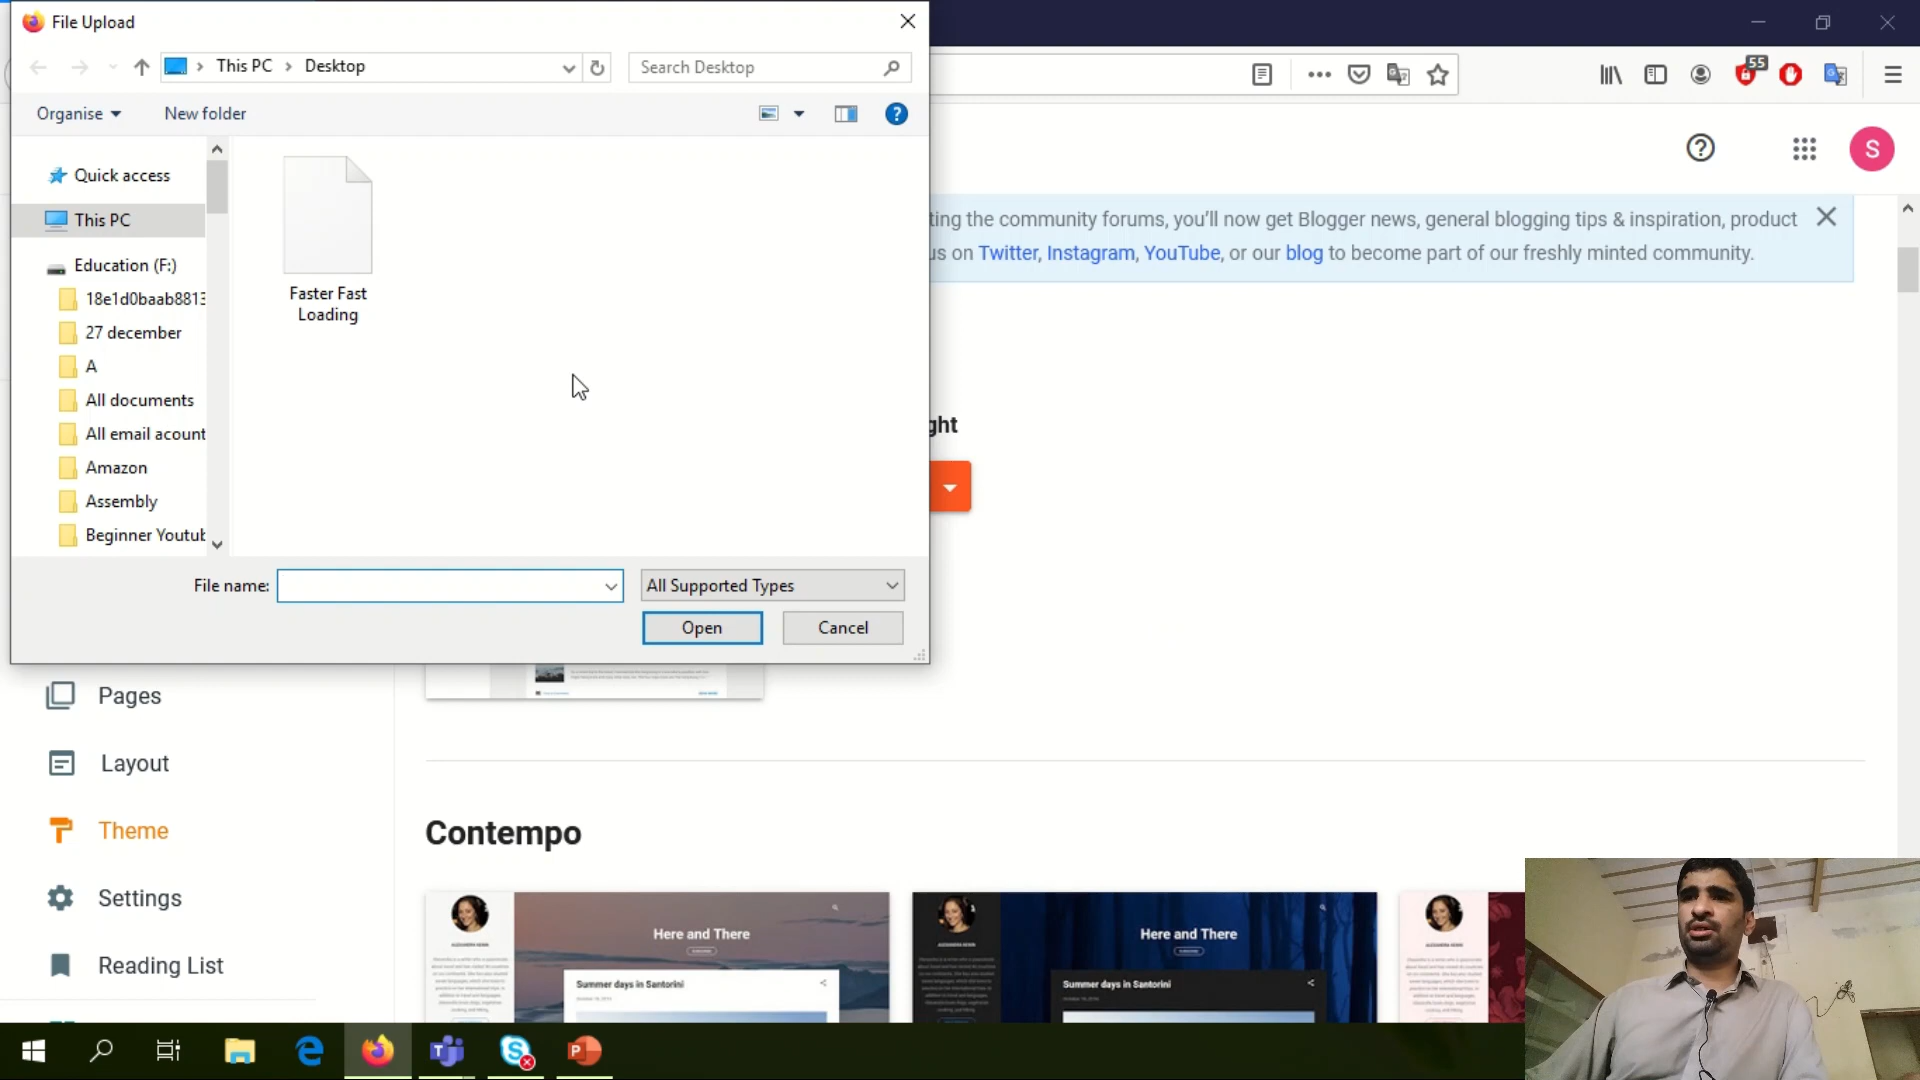 File Upload
This PC
Desktop
Search Desktop
Organise
New folder
Quick access
This PC
Education (F:)
18e1d0baab8813
27 december
A
All documents
All email acount
Amazon
Assembly
Beginner Youtub
Faster Fast
Loading
File name:
All Supported Types
Open
Cancel
55
S
ting the community forums, you'll now get Blogger news, general blogging tips & inspiration, product
us on Twitter, Instagram, YouTube, or our blog to become part of our freshly minted community.
ght
Pages
Layout
Theme
Settings
Reading List
Contempo
Here and There
Summer days in Santorini
Here and There
Summer days in Santorini